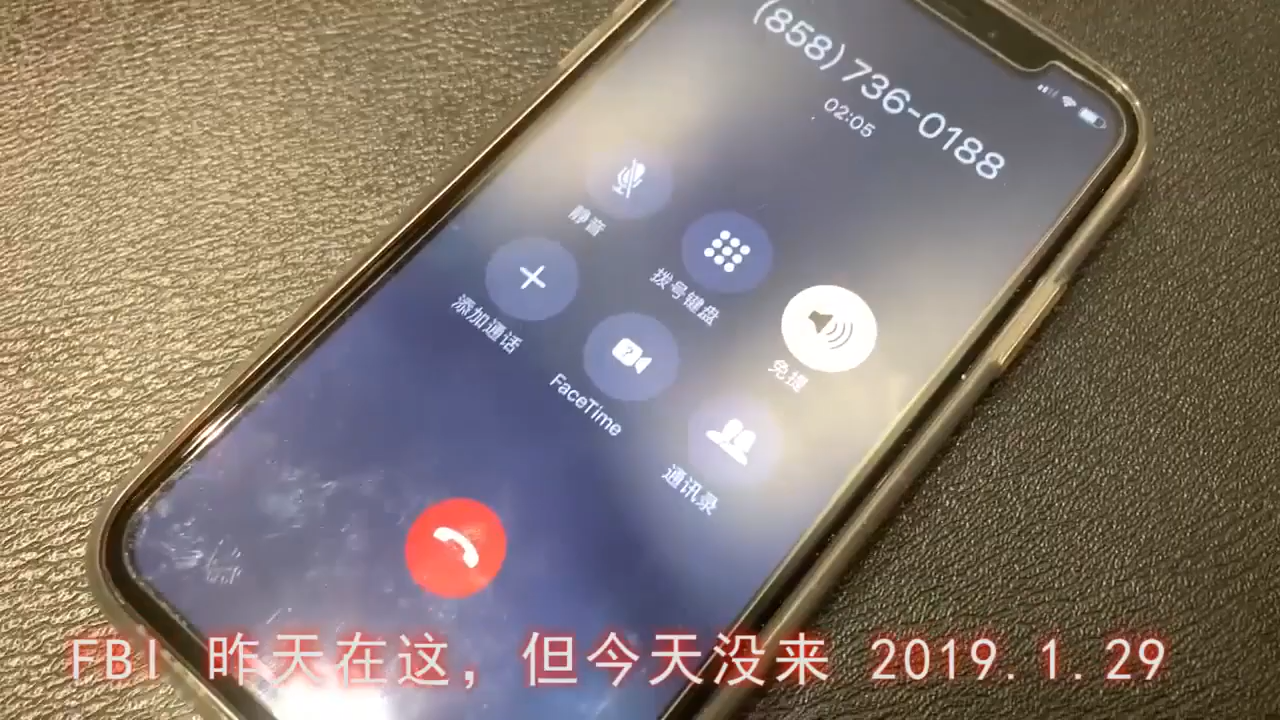 (858) 736-0188
02:05
静音
拨号键盘
免提
添加通话
FaceTime
通讯录
FBI 昨天在这，但今天没来 2019.1.29